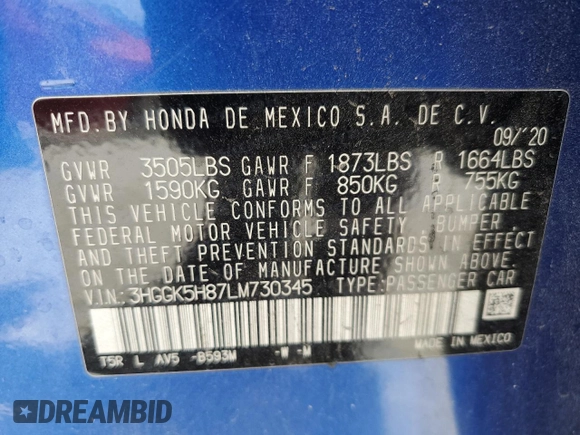 MFD. BY HONDA DE MEXICO S.A. DE C.V.
09/'20
GVWR 3505LBS GAWR F 1873LBS R 1664LBS
GVWR 1590KG GAWR F 850KG R 755KG
THIS VEHICLE CONFORMS TO ALL APPLICABLE
FEDERAL MOTOR VEHICLE SAFETY, BUMPER,
AND THEFT PREVENTION STANDARDS IN EFFECT
ON THE DATE OF MANUFACTURE SHOWN ABOVE.
V.I.N: 3HGGK5H87LM730345 TYPE: PASSENGER CAR
T5R L AV5 -B593M -W -M
MADE IN MEXICO
DREAMBID